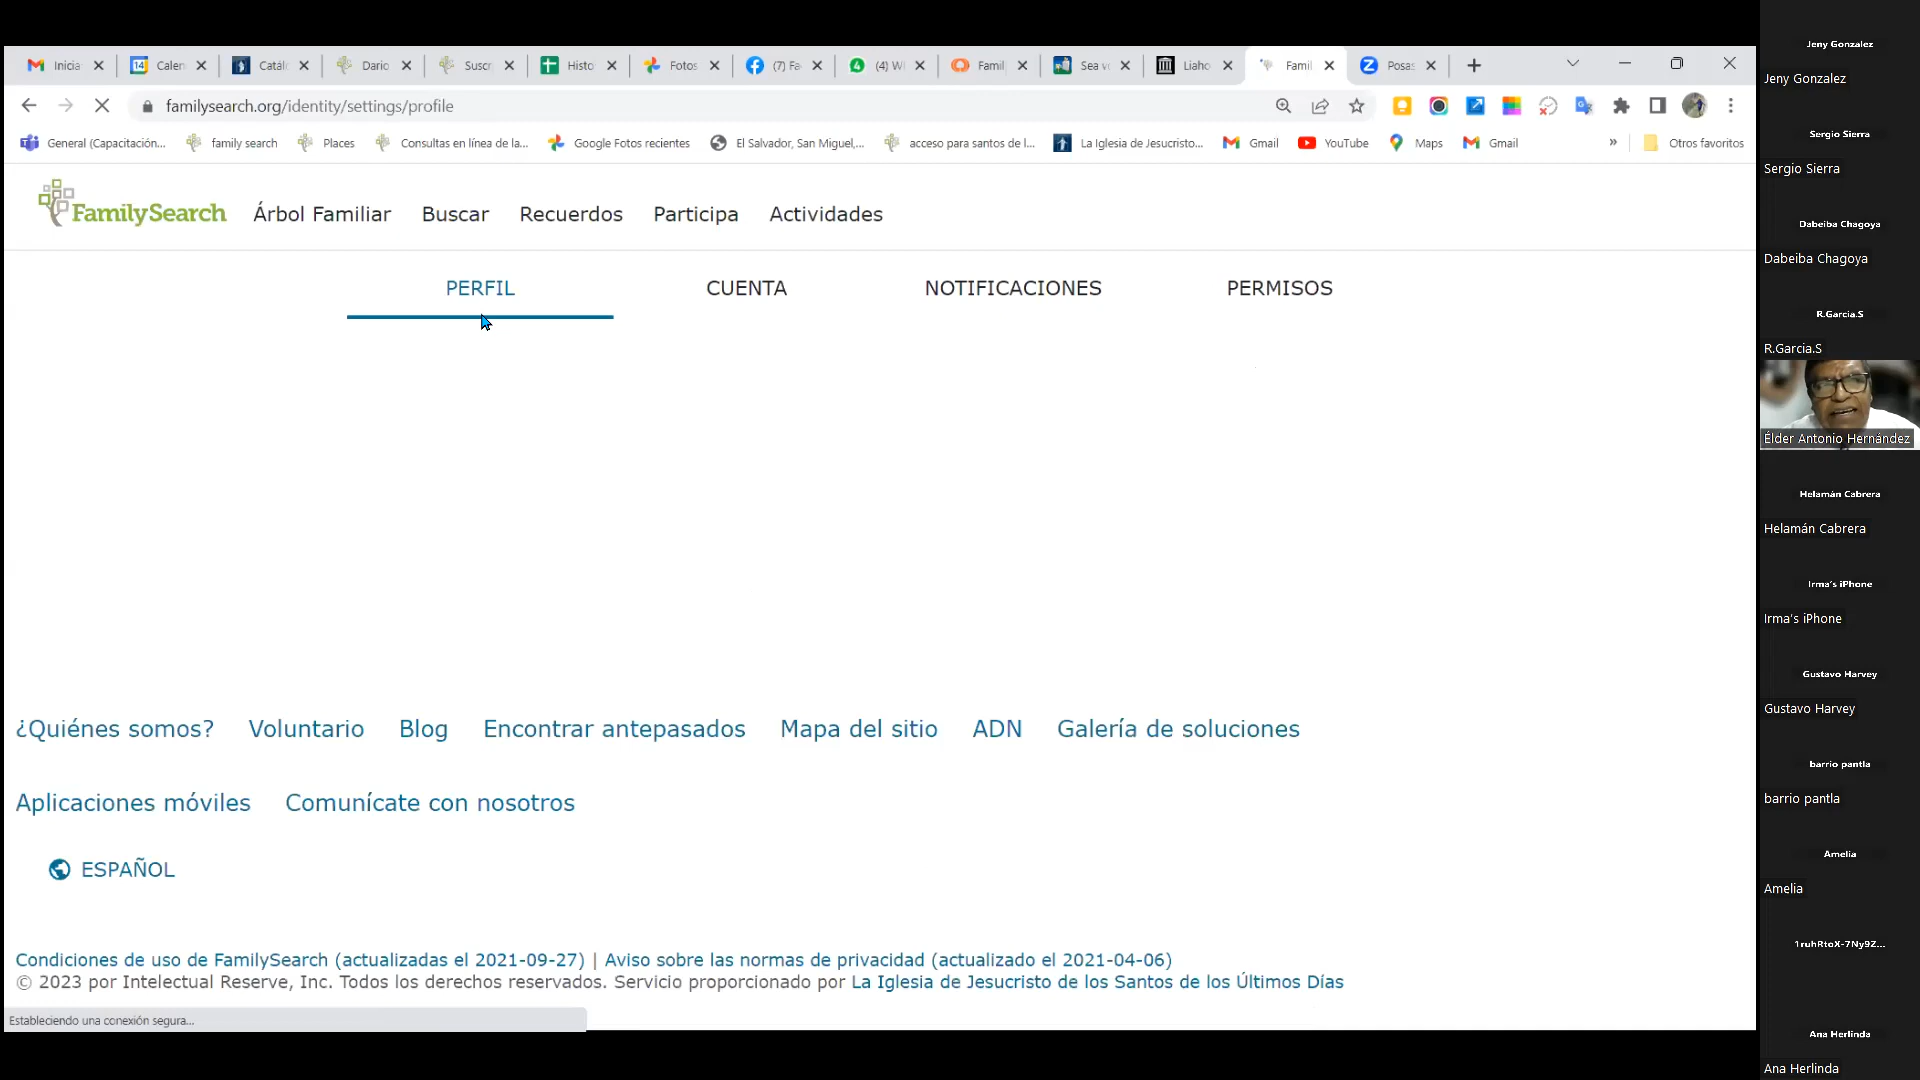 Inicia
14
Calen
Catálo
Dario
Suscr
Histo
Fotos
(7) Fa
4
(4) W
Famil
Sea v
Liaho
Famil
Posas
familysearch.org/identity/settings/profile
General (Capacitación...
family search
Places
Consultas en línea de la...
Google Fotos recientes
El Salvador, San Miguel,...
acceso para santos de l...
La Iglesia de Jesucristo...
Gmail
YouTube
Maps
Gmail
»
Otros favoritos
FamilySearch
Árbol Familiar
Buscar
Recuerdos
Participa
Actividades
PERFIL
CUENTA
NOTIFICACIONES
PERMISOS
¿Quiénes somos?
Voluntario
Blog
Encontrar antepasados
Mapa del sitio
ADN
Galería de soluciones
Aplicaciones móviles
Comunícate con nosotros
ESPAÑOL
Condiciones de uso de FamilySearch (actualizadas el 2021-09-27) | Aviso sobre las normas de privacidad (actualizado el 2021-04-06)
© 2023 por Intelectual Reserve, Inc. Todos los derechos reservados. Servicio proporcionado por La Iglesia de Jesucristo de los Santos de los Últimos Días
Estableciendo una conexión segura...
Jeny Gonzalez
Jeny Gonzalez
Sergio Sierra
Sergio Sierra
Dabeiba Chagoya
Dabeiba Chagoya
R.Garcia.S
R.Garcia.S
Élder Antonio Hernández
Helamán Cabrera
Helamán Cabrera
Irma's iPhone
Irma's iPhone
Gustavo Harvey
Gustavo Harvey
barrio pantla
barrio pantla
Amelia
Amelia
1ruhRtoX-7Ny9Z...
Ana Herlinda
Ana Herlinda